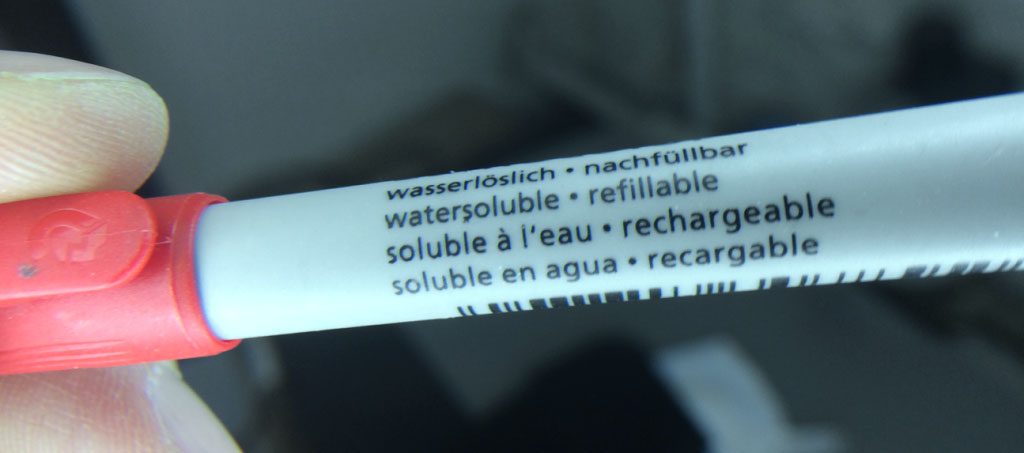 wasserlöslich • nachfüllbar
watersoluble • refillable
soluble à l'eau • rechargeable
soluble en agua • recargable